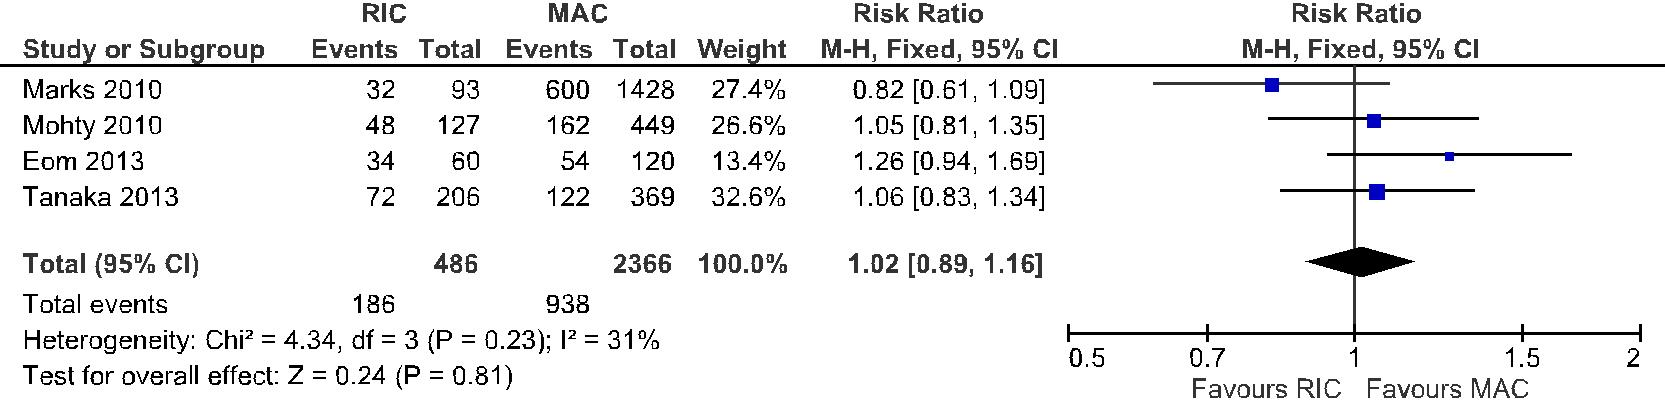 RIC MAC Risk Ratio Risk Ratio
Study or Subgroup Events Total Events Total Weight M-H, Fixed, 95% CI M-H, Fixed, 95% CI
Marks 2010 32 93 600 1428 27.4% 0.82 [0.61, 1.09]
Mohty 2010 48 127 162 449 26.6% 1.05 [0.81, 1.35]
Eom 2013 34 60 54 120 13.4% 1.26 [0.94, 1.69]
Tanaka 2013 72 206 122 369 32.6% 1.06 [0.83, 1.34]
Total (95% CI) 486 2366 100.0% 1.02 [0.89, 1.16]
Total events 186 938
Heterogeneity: Chi² = 4.34, df = 3 (P = 0.23); I² = 31%
Test for overall effect: Z = 0.24 (P = 0.81)
0.5 0.7 1 1.5 2
Favours RIC Favours MAC